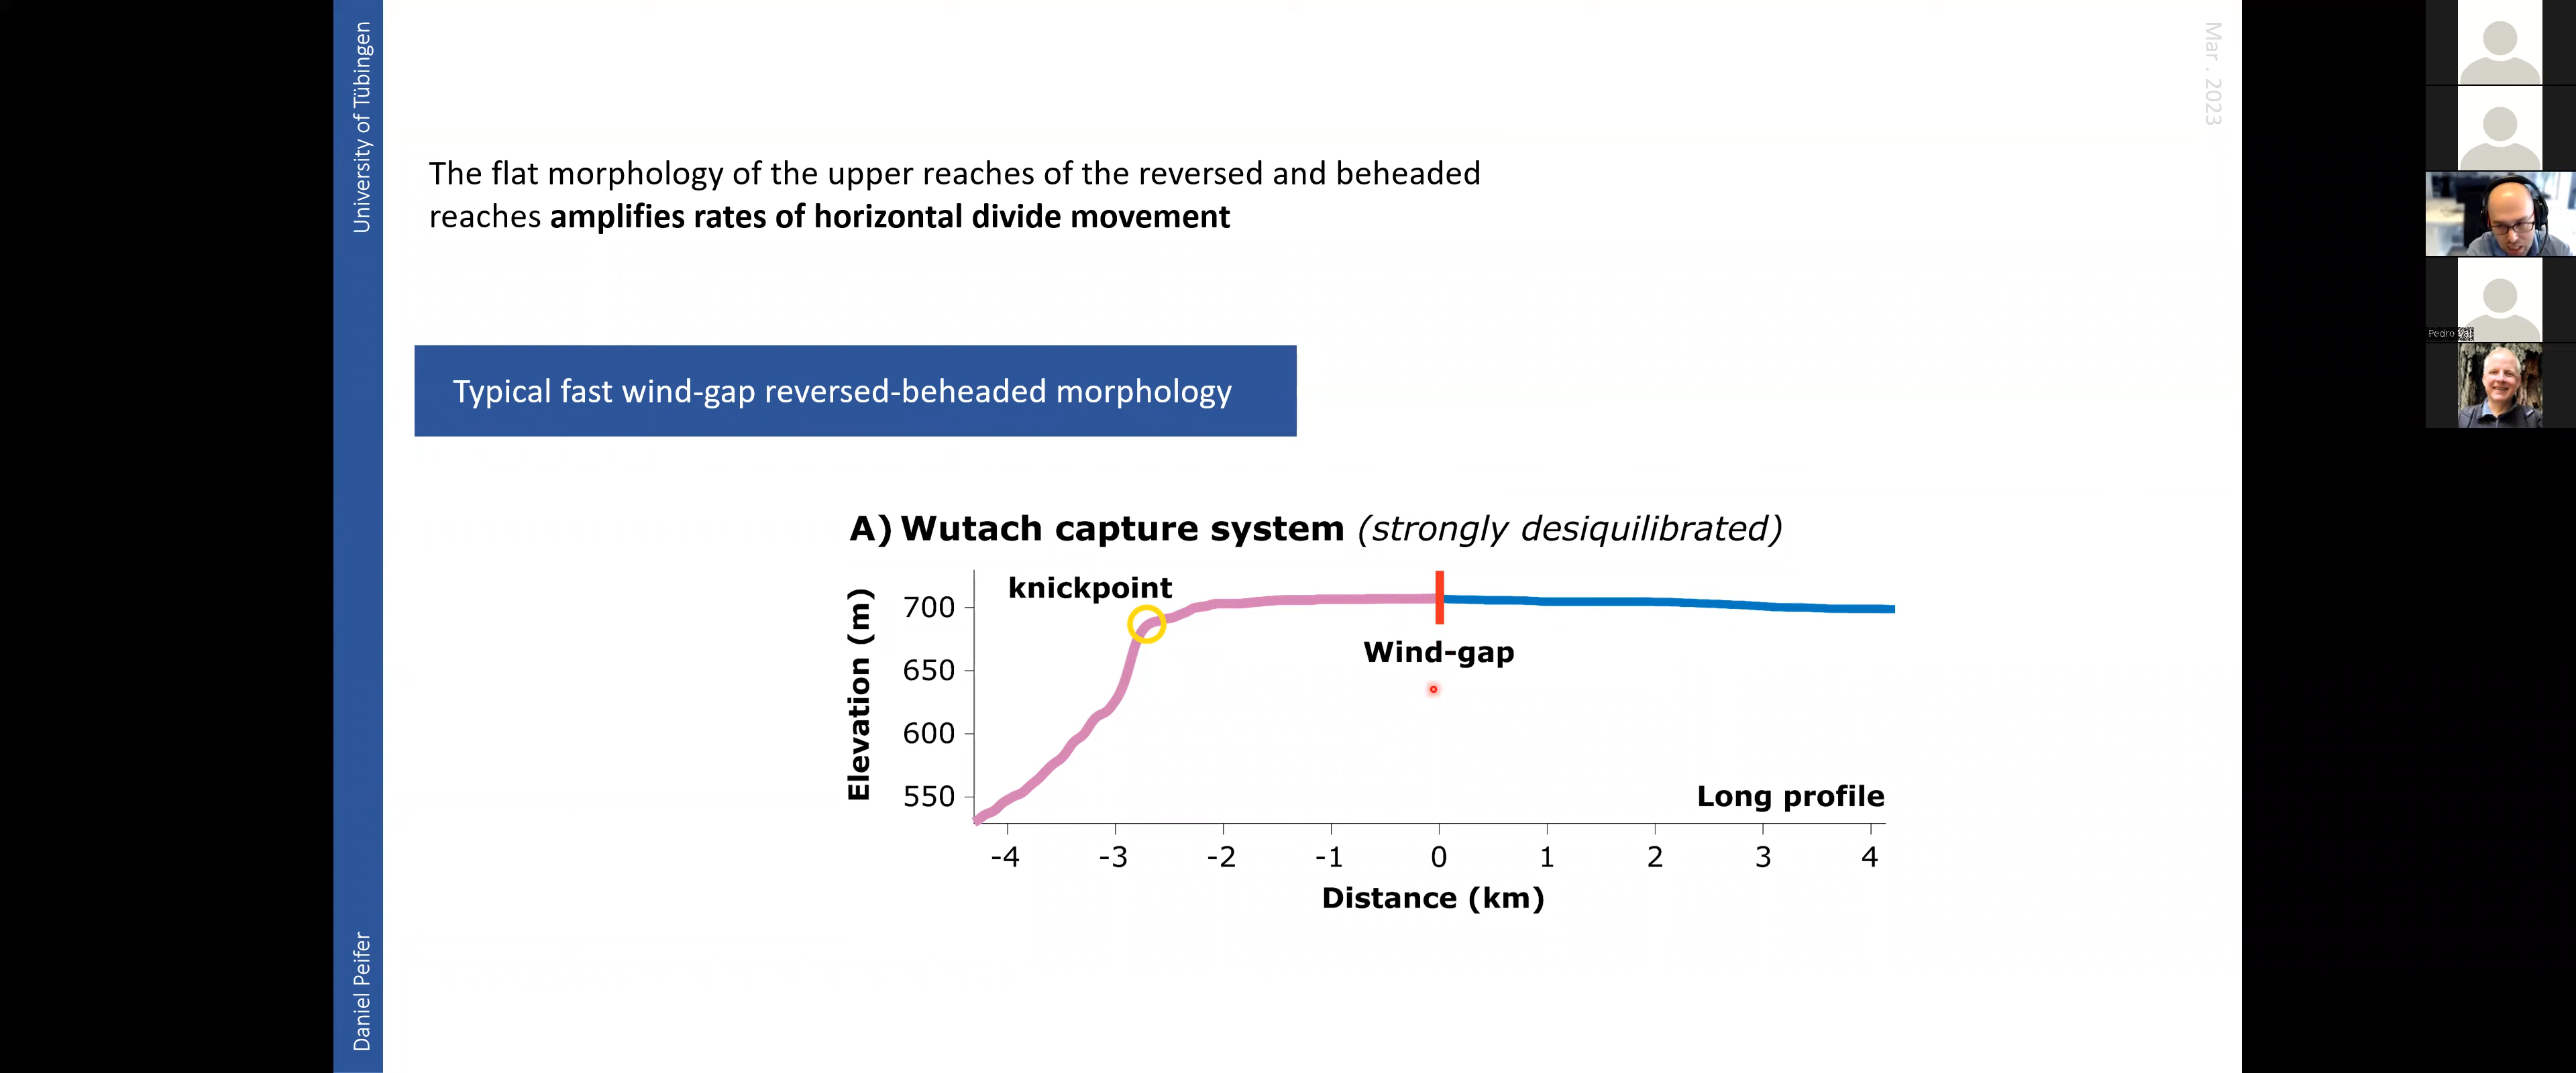 University of Tübingen
Daniel Peifer
Mar . 2023
The flat morphology of the upper reaches of the reversed and beheaded
reaches amplifies rates of horizontal divide movement
Typical fast wind-gap reversed-beheaded morphology
A) Wutach capture system (strongly desiquilibrated)
knickpoint
Wind-gap
Long profile
Elevation (m)
700
650
600
550
-4 -3 -2 -1 0 1 2 3 4
Distance (km)
Pedro Val